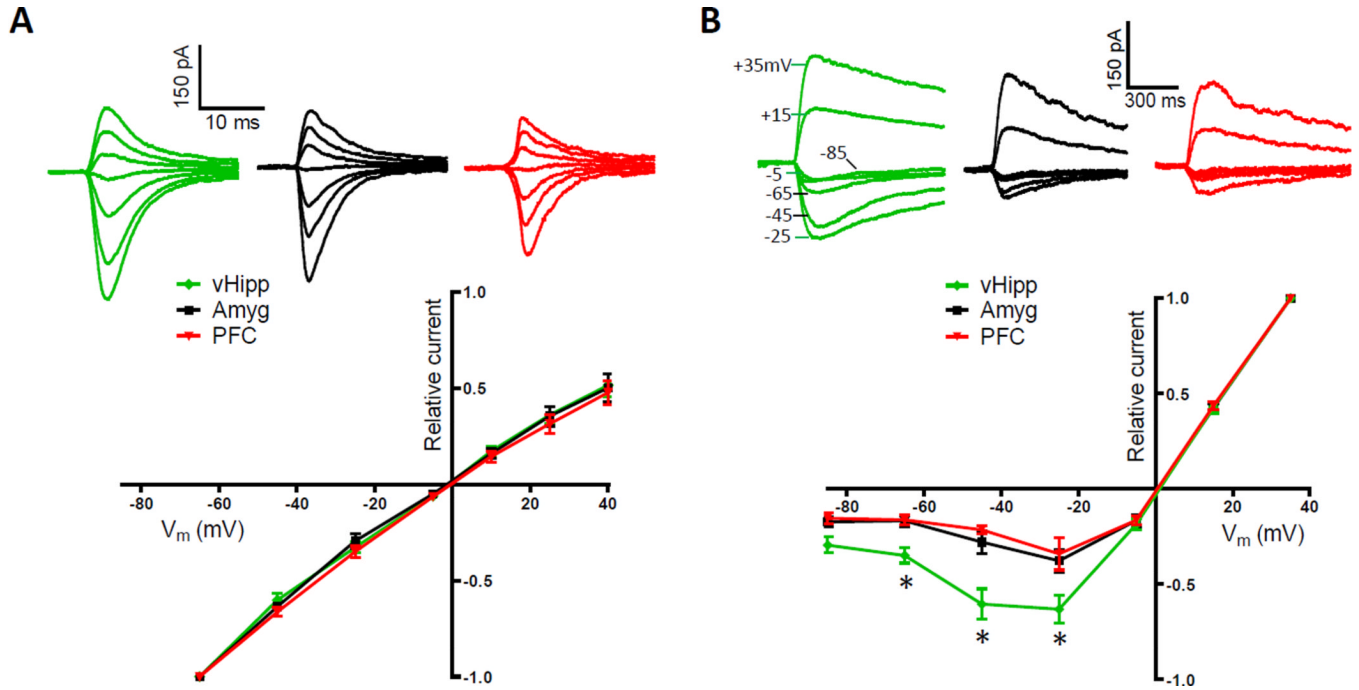 A
150 pA
10 ms
vHipp
Amyg
PFC
1.0
0.5
Relative current
-80 -60 -40 -20 20 40
Vm (mV)
-0.5
-1.0
B
150 pA
300 ms
+35mV
+15
-85
-5
-65
-45
-25
vHipp
Amyg
PFC
1.0
0.5
Relative current
-80 -60 -40 -20 20 40
Vm (mV)
-0.5
* * *
-1.0